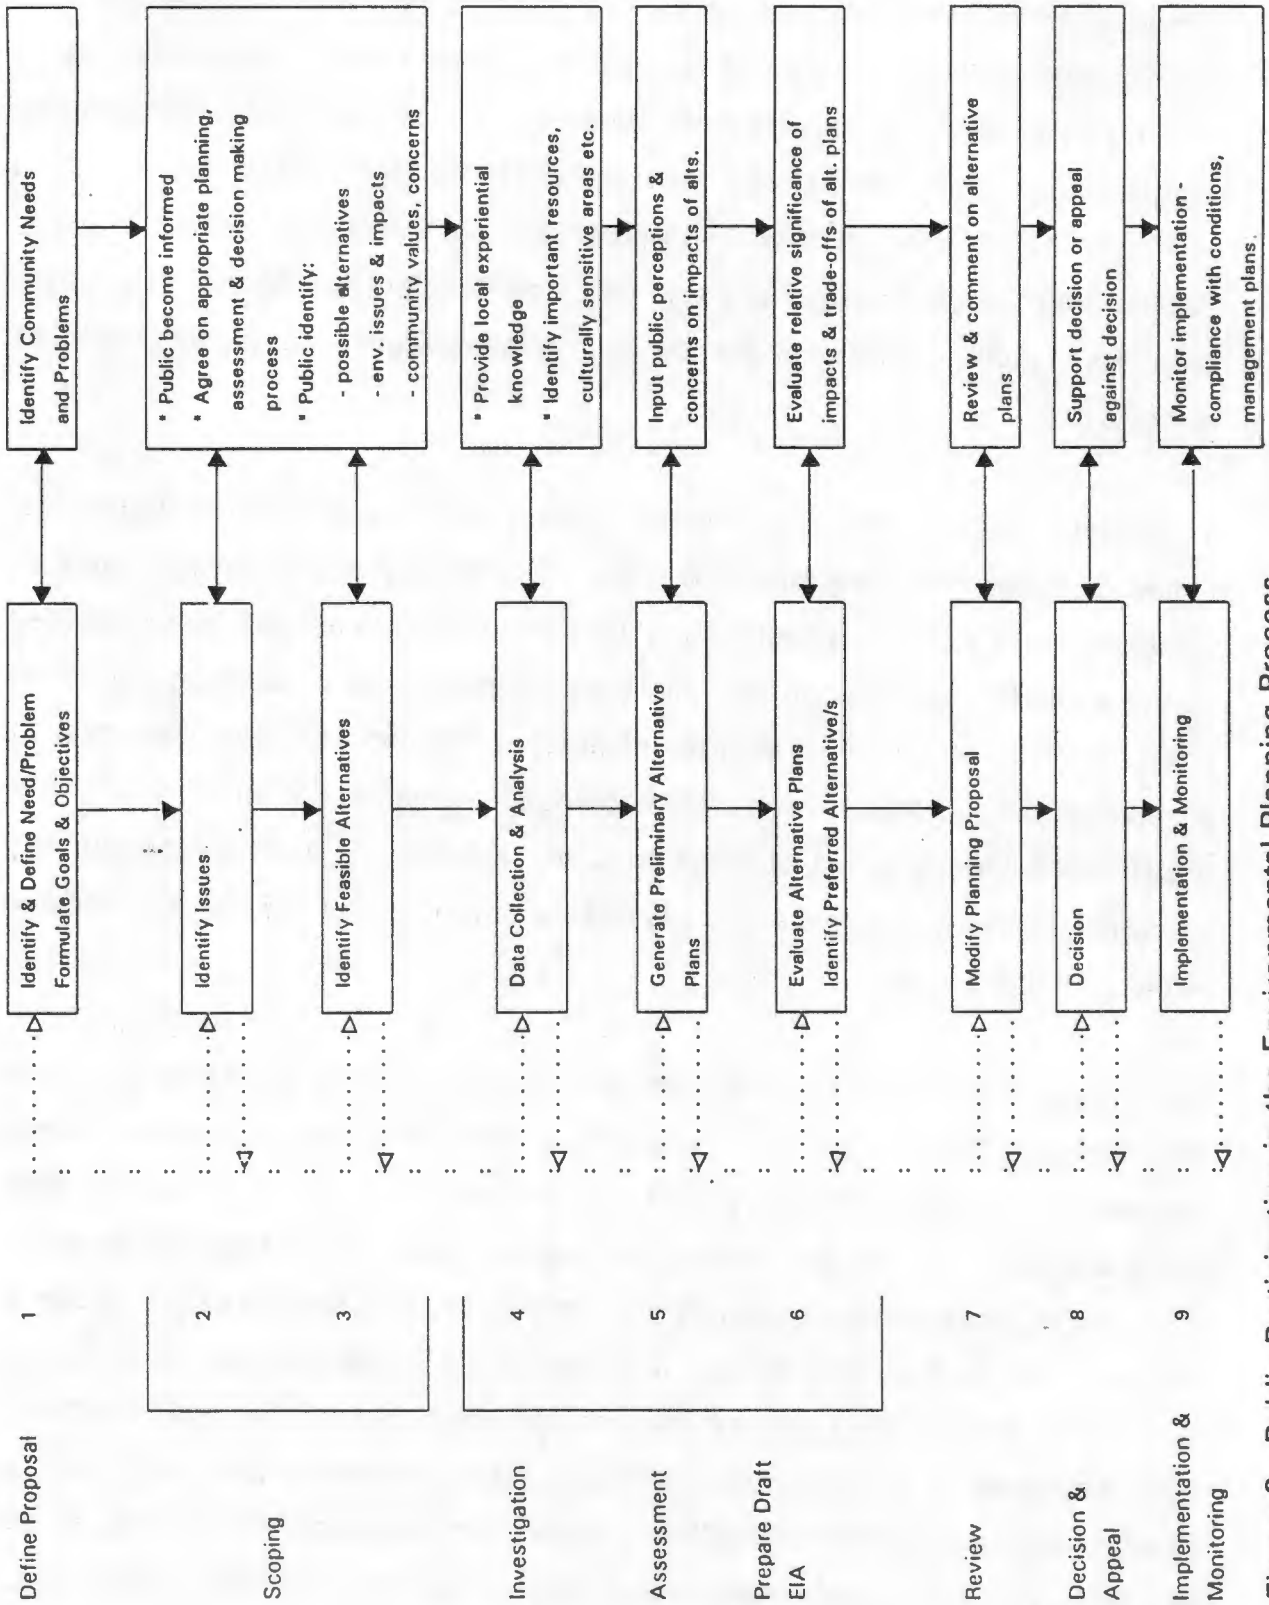 Define Proposal
1
Identify & Define Need/Problem
Formulate Goals & Objectives
Identify Community Needs
and Problems
Scoping
2
Identify Issues
3
Identify Feasible Alternatives
* Public become informed
* Agree on appropriate planning,
assessment & decision making
process
* Public identify:
- possible alternatives
- env. issues & impacts
- community values, concerns
Investigation
4
Data Collection & Analysis
* Provide local experiential
knowledge
* Identify important resources,
culturally sensitive areas etc.
Assessment
5
Generate Preliminary Alternative
Plans
Input public perceptions &
concerns on impacts of alts.
Prepare Draft
EIA
6
Evaluate Alternative Plans
Identify Preferred Alternative/s
Evaluate relative significance of
impacts & trade-offs of alt. plans
Review
7
Modify Planning Proposal
Review & comment on alternative
plans
Decision &
Appeal
8
Decision
Support decision or appeal
against decision
Implementation &
Monitoring
9
Implementation & Monitoring
Monitor implementation -
compliance with conditions,
management plans.
Public Participation in the Environmental Planning Process